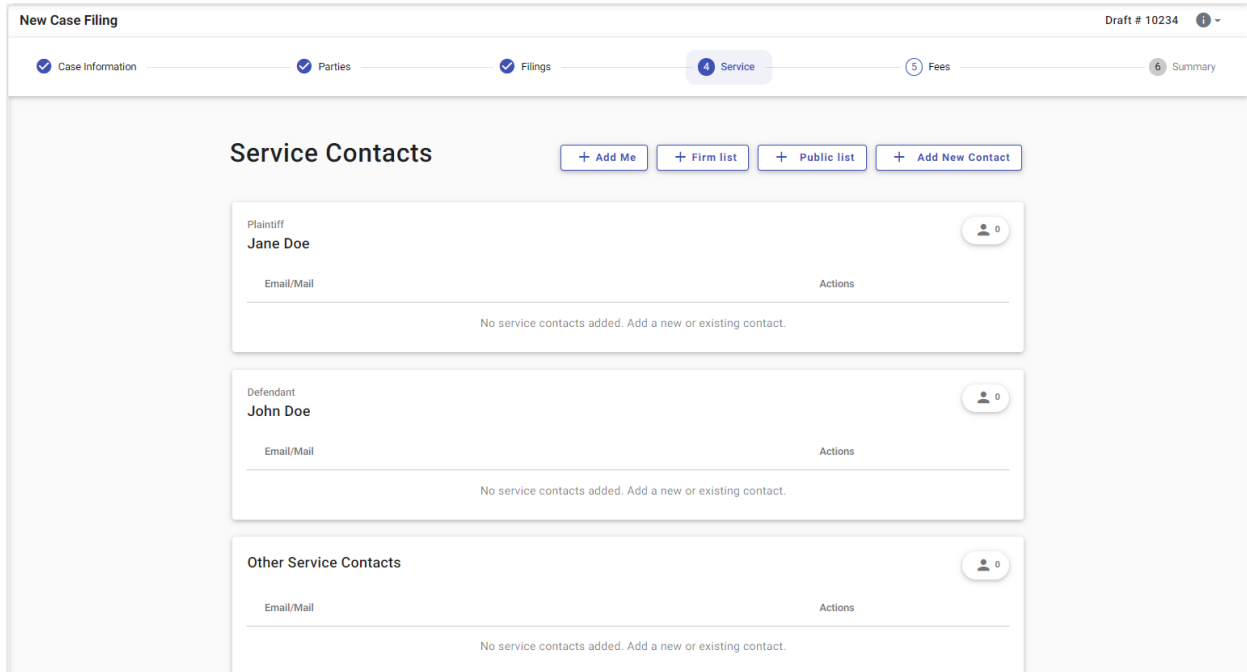 New Case Filing Draft # 10234
Case Information Parties Filings 4 Service 5 Fees 6 Summary
Service Contacts + Add Me + Firm list + Public list + Add New Contact
Plaintiff
Jane Doe 0
Email/Mail Actions
No service contacts added. Add a new or existing contact.
Defendant
John Doe 0
Email/Mail Actions
No service contacts added. Add a new or existing contact.
Other Service Contacts 0
Email/Mail Actions
No service contacts added. Add a new or existing contact.